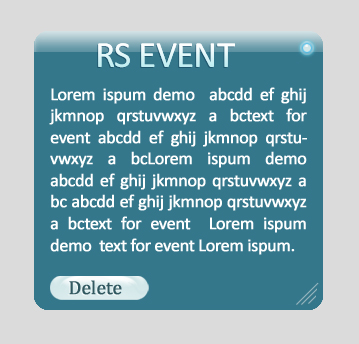 RS EVENT
Lorem ispum demo abcdd ef ghij
jkmnop qrstuvwxyz a bctext for
event abcdd ef ghij jkmnop qrstu-
vwxyz a bcLorem ispum demo
abcdd ef ghij jkmnop qrstuvwxyz a
bc abcdd ef ghij jkmnop qrstuvwxyz
a bctext for event Lorem ispum
demo text for event Lorem ispum.
Delete